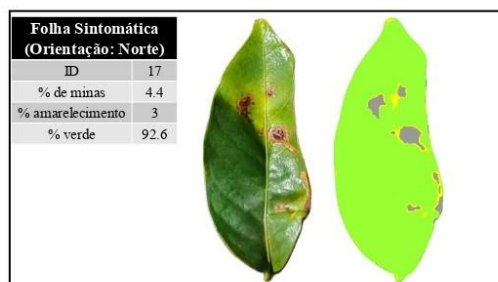 Folha Sintomática
(Orientação: Norte)
ID 17
% de minas 4.4
% amarelecimento 3
% verde 92.6